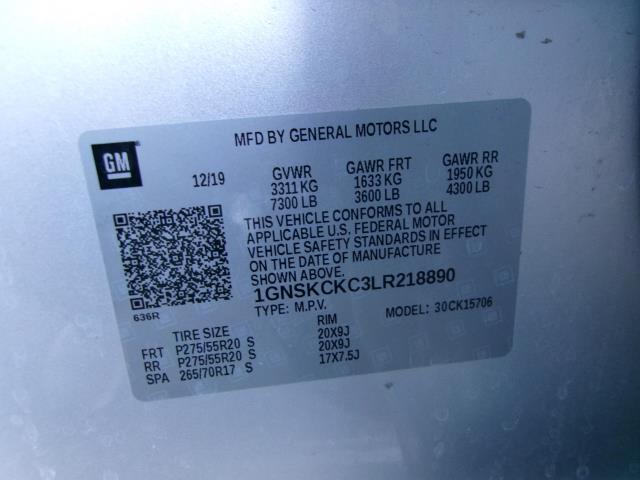 MFD BY GENERAL MOTORS LLC
GM
12/19 GVWR GAWR FRT GAWR RR
3311 KG 1633 KG 1950 KG
7300 LB 3600 LB 4300 LB
THIS VEHICLE CONFORMS TO ALL
APPLICABLE U.S. FEDERAL MOTOR
VEHICLE SAFETY STANDARDS IN EFFECT
ON THE DATE OF MANUFACTURE
SHOWN ABOVE.
1GNSKCKC3LR218890
636R
TYPE: M.P.V. MODEL: 30CK15706
TIRE SIZE RIM
FRT P275/55R20 S 20X9J
RR P275/55R20 S 20X9J
SPA 265/70R17 S 17X7.5J